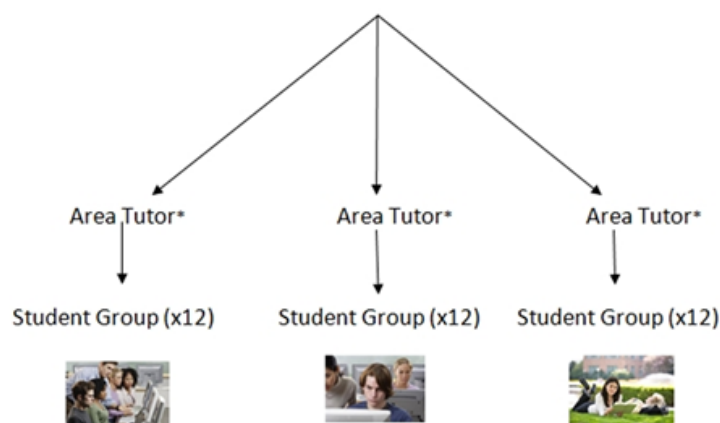 Area Tutor* Area Tutor* Area Tutor*
Student Group (x12) Student Group (x12) Student Group (x12)